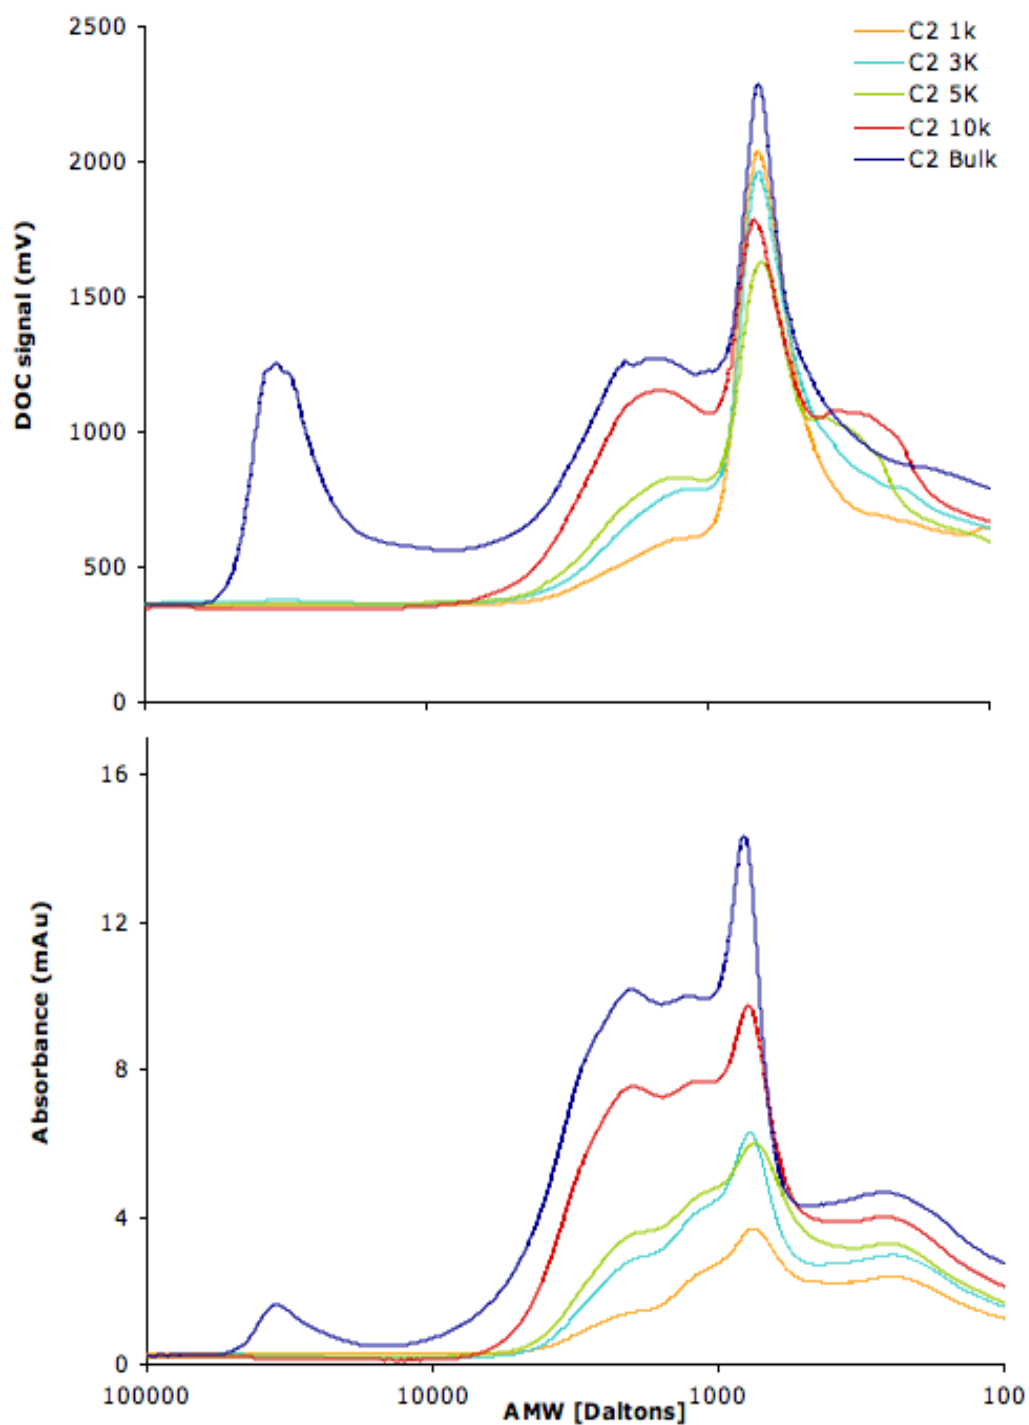 2500
2000
1500
1000
500
0
DOC signal (mV)
C2 1k
C2 3K
C2 5K
C2 10k
C2 Bulk
16
12
8
4
0
Absorbance (mAu)
100000
10000
1000
100
AMW [Daltons]